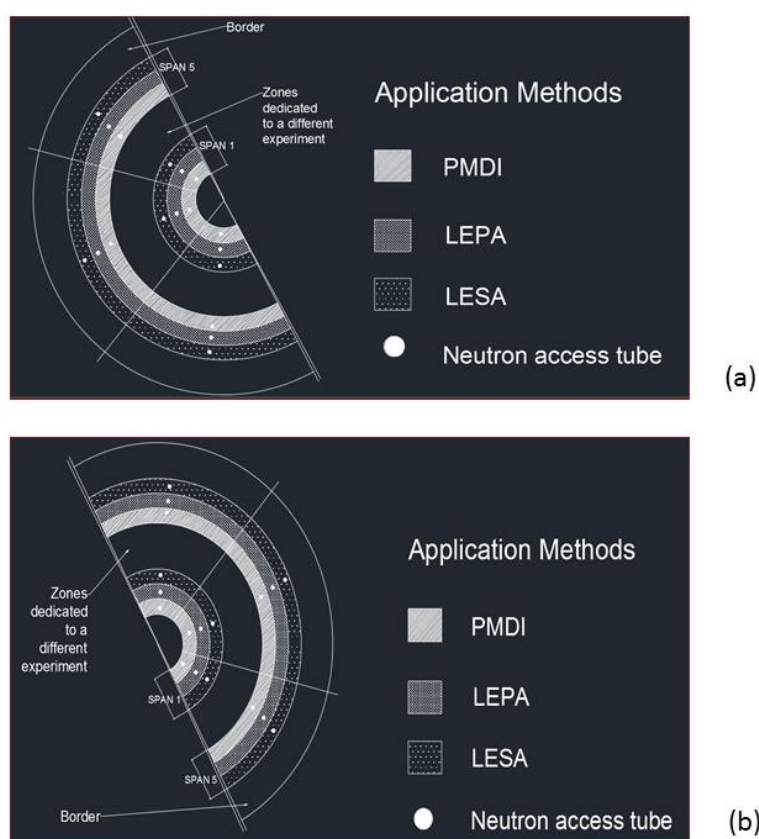 Border
SPAN 5
Zones
dedicated
to a different
experiment
SPAN 1
Application Methods
PMDI
LEPA
LESA
Neutron access tube
(a)
Application Methods
Zones
dedicated
to a
different
experiment
PMDI
SPAN 1
LEPA
SPAN 5
LESA
Border
Neutron access tube
(b)